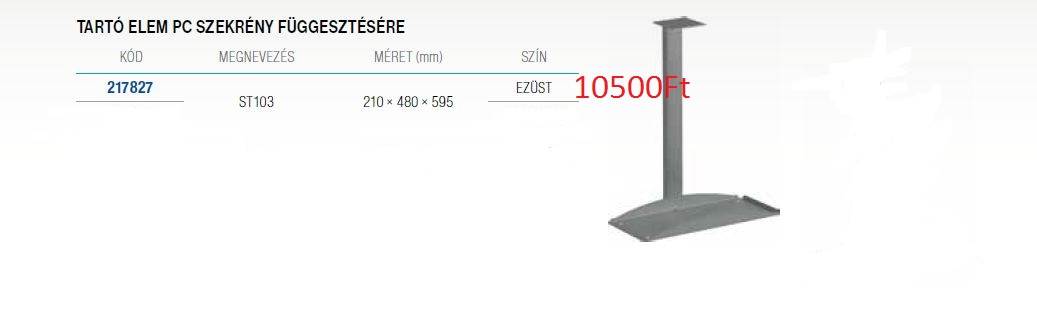 TARTÓ ELEM PC SZEKRÉNY FÜGGESZTÉSÉRE
KÓD MEGNEVEZÉS MÉRET (mm) SZÍN
217827 ST103 210 × 480 × 595 EZÜST 10500Ft